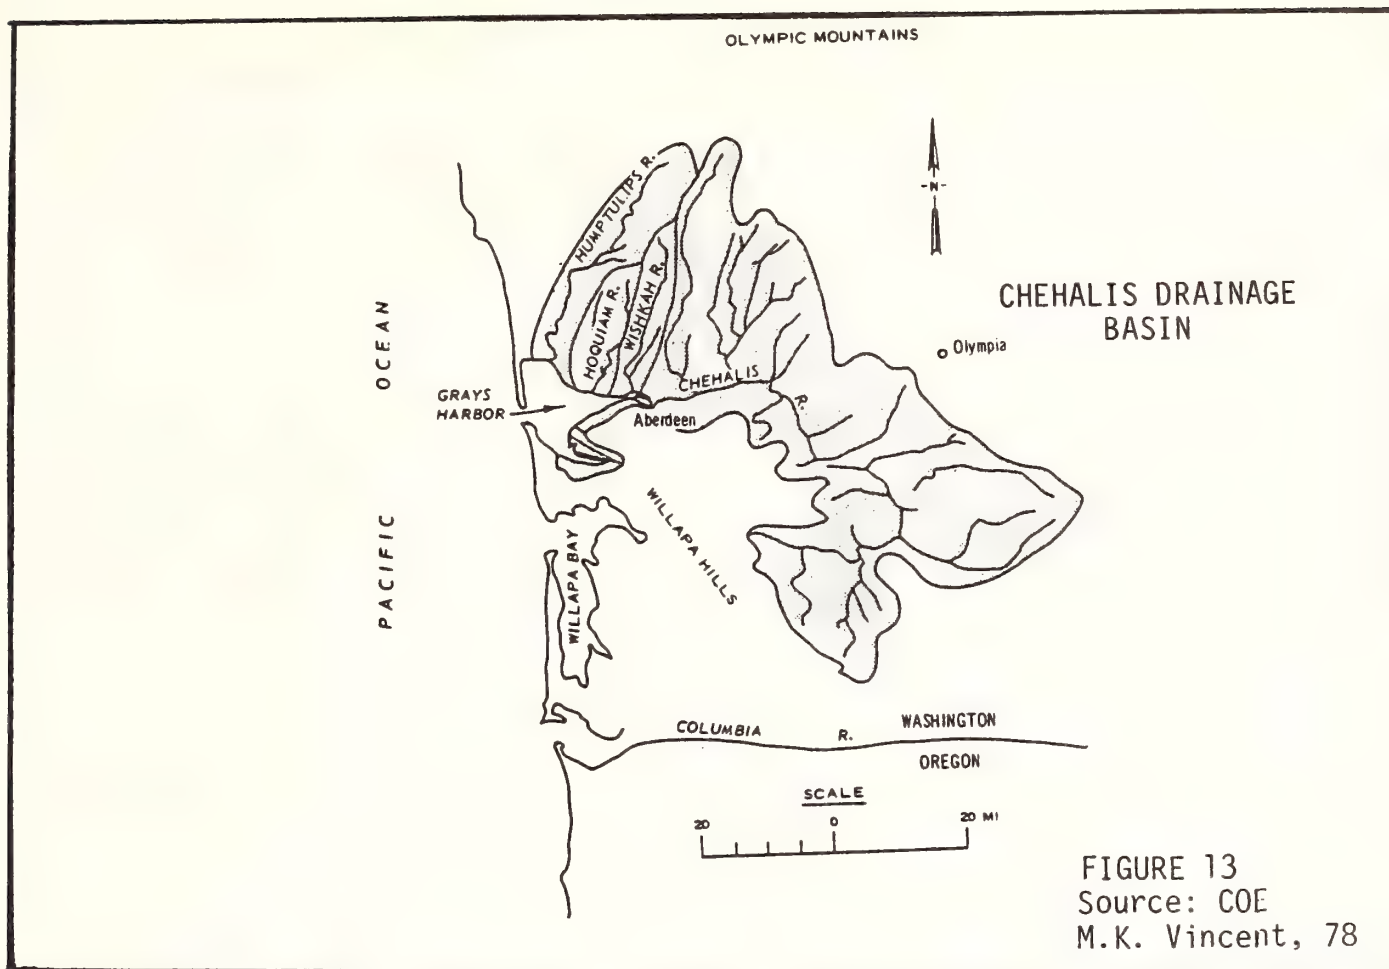 OLYMPIC MOUNTAINS
HUMPTULIPS R.
-N-
CHEHALIS DRAINAGE
BASIN
HOQUIAM R.
WISHKAH R.
Olympia
PACIFIC OCEAN
CHEHALIS R.
GRAYS
HARBOR
Aberdeen
WILLAPA HILLS
WILLAPA BAY
COLUMBIA R.
WASHINGTON
OREGON
SCALE
20 0 20 MI
FIGURE 13
Source: COE
M.K. Vincent, 78